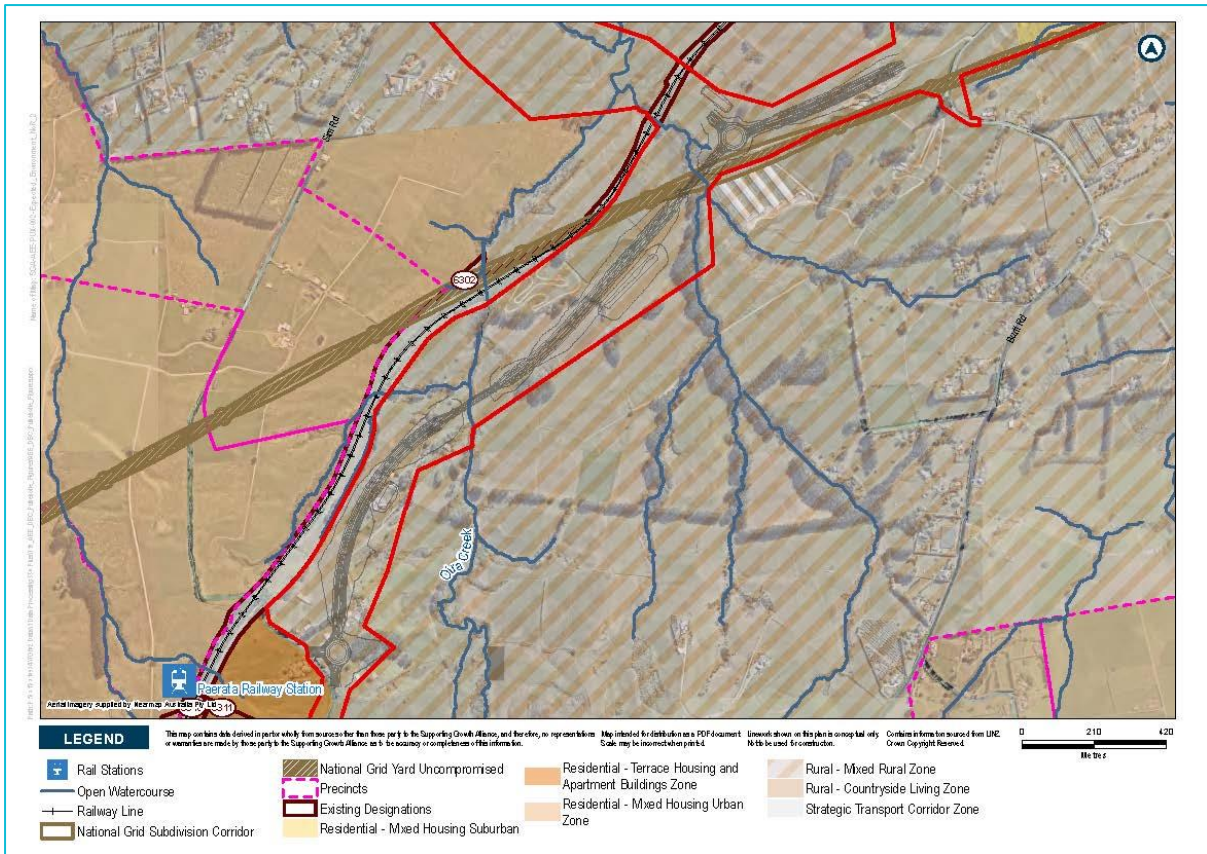 Sim Rd
6302
Burtt Rd
Oira Creek
Paerata Railway Station
Aerial Imagery supplied by Nearmap Australia Pty Ltd
LEGEND
This map contains data derived in part or wholly from sources other than those party to the Supporting Growth Alliance, and therefore, no representations
or warranties are made by those party to the Supporting Growth Alliance as to the accuracy or completeness of this information.
Map intended for distribution as a PDF document.
Scale may be incorrect when printed.
Linework shown on this plan is conceptual only.
Not to be used for construction.
Contains information sourced from LINZ.
Crown Copyright Reserved.
0 210 420
Metres
Rail Stations
Open Watercourse
Railway Line
National Grid Subdivision Corridor
National Grid Yard Uncompromised
Precincts
Existing Designations
Residential - Mixed Housing Suburban
Residential - Terrace Housing and
Apartment Buildings Zone
Residential - Mixed Housing Urban
Zone
Rural - Mixed Rural Zone
Rural - Countryside Living Zone
Strategic Transport Corridor Zone